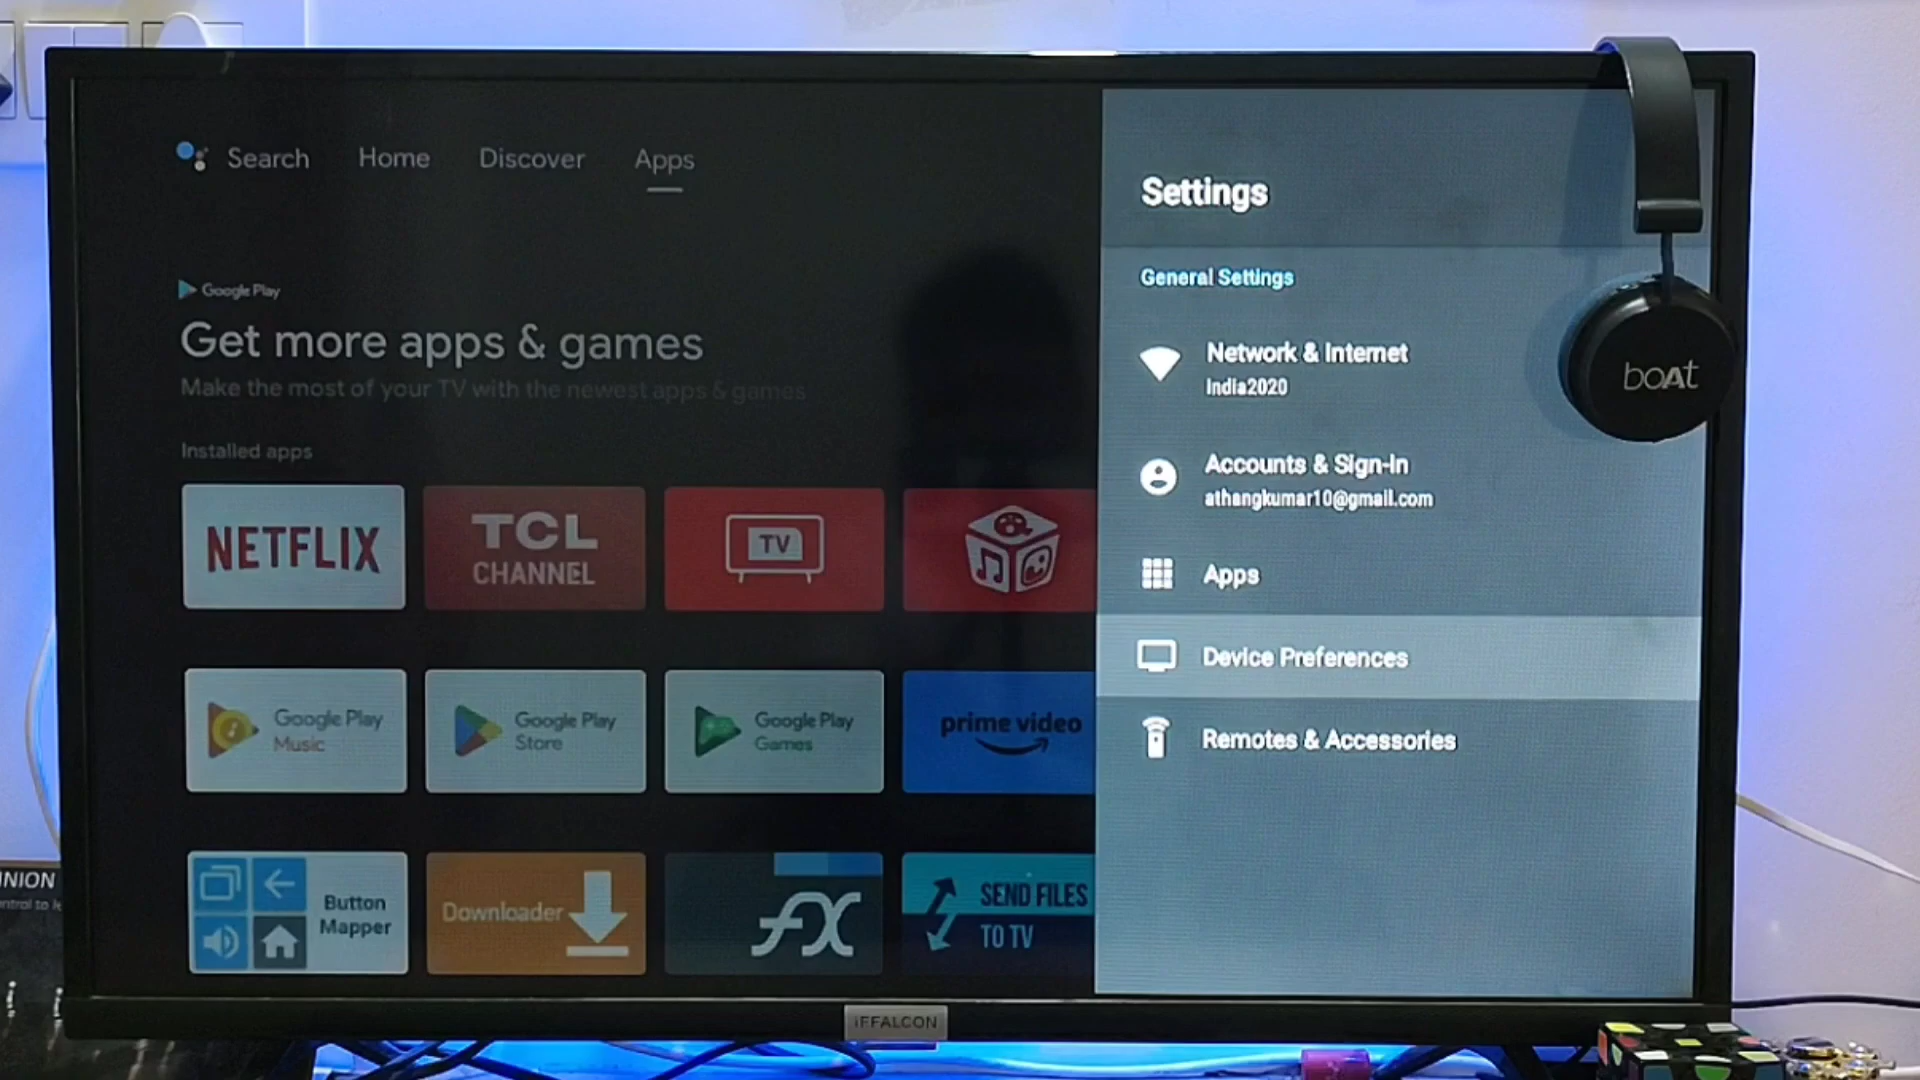 Search Home Discover Apps
Google Play
Get more apps & games
Make the most of your TV with the newest apps & games
Installed apps
NETFLIX
TCL
CHANNEL
TV
Google Play
Music
Google Play
Store
Google Play
Games
prime video
Button
Mapper
Downloader
FX
SEND FILES
TO TV
Settings
General Settings
Network & Internet
India2020
Accounts & Sign-In
athangkumar10@gmail.com
Apps
Device Preferences
Remotes & Accessories
boAt
iFFALCON
INION